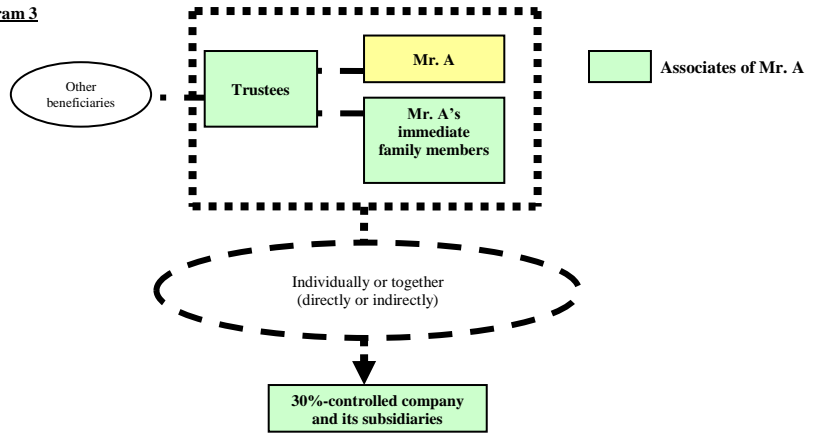 ram 3
Mr. A
Associates of Mr. A
Trustees
Other
beneficiaries
Mr. A's
immediate
family members
Individually or together
(directly or indirectly)
30%-controlled company
and its subsidiaries